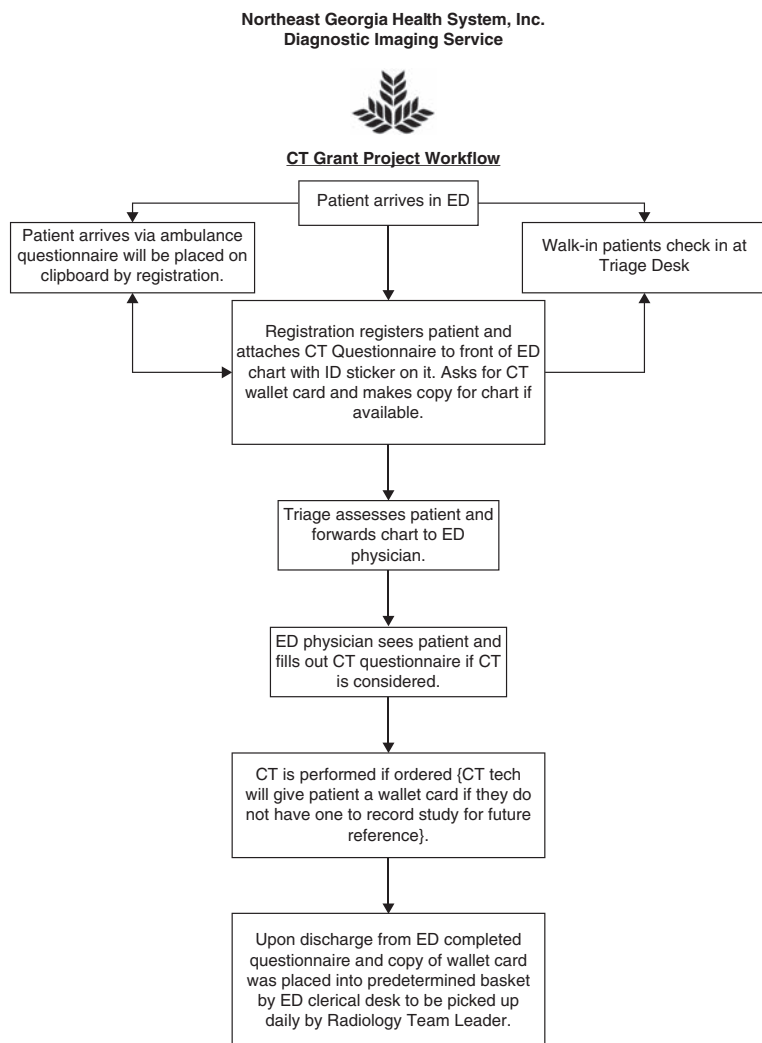 Northeast Georgia Health System, Inc.
Diagnostic Imaging Service
CT Grant Project Workflow
Patient arrives in ED
Patient arrives via ambulance
questionnaire will be placed on
clipboard by registration.
Walk-in patients check in at
Triage Desk
Registration registers patient and
attaches CT Questionnaire to front of ED
chart with ID sticker on it. Asks for CT
wallet card and makes copy for chart if
available.
Triage assesses patient and
forwards chart to ED
physician.
ED physician sees patient and
fills out CT questionnaire if CT
is considered.
CT is performed if ordered {CT tech
will give patient a wallet card if they do
not have one to record study for future
reference}.
Upon discharge from ED completed
questionnaire and copy of wallet card
was placed into predetermined basket
by ED clerical desk to be picked up
daily by Radiology Team Leader.